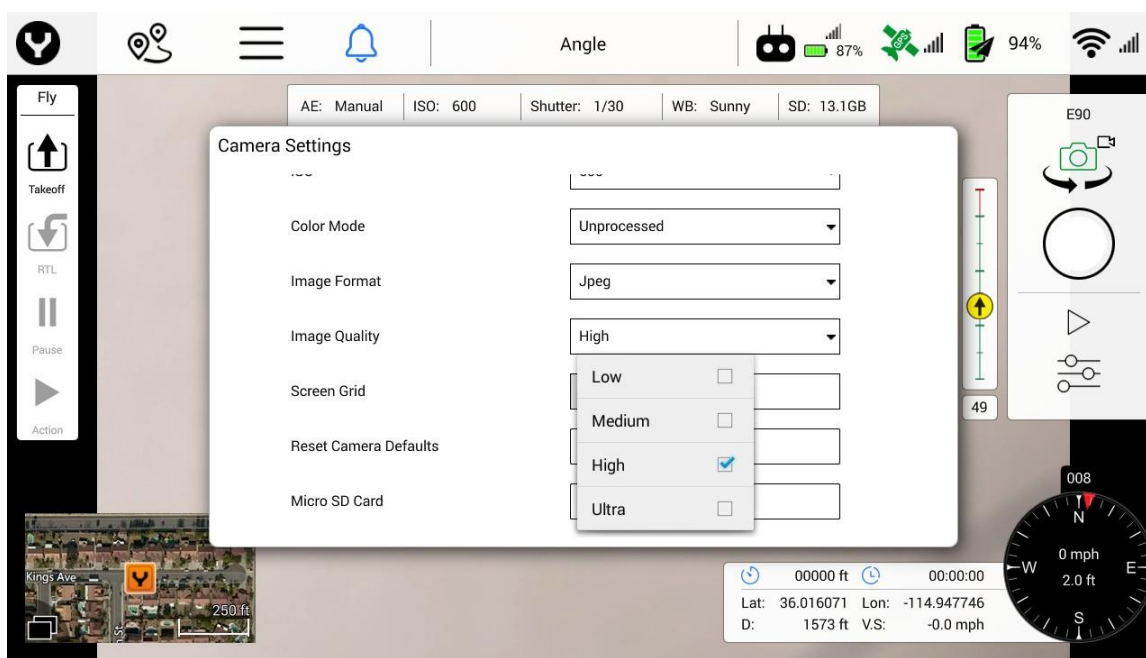 Angle
87%
GPS
94%
Fly
Takeoff
RTL
Pause
Action
AE: Manual ISO: 600 Shutter: 1/30 WB: Sunny SD: 13.1GB
Camera Settings
Color Mode Unprocessed
Image Format Jpeg
Image Quality High
Low
Medium
High
Ultra
Screen Grid
Reset Camera Defaults
Micro SD Card
E90
49
008
N
W
E
S
0 mph
2.0 ft
Kings Ave
250 ft
00000 ft 00:00:00
Lat: 36.016071 Lon: -114.947746
D: 1573 ft V.S: -0.0 mph